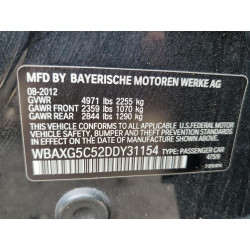 MFD. BY BAYERISCHE MOTOREN WERKE AG
08-2012
GVWR 4971 lbs 2255 kg
GAWR FRONT 2359 lbs 1070 kg
GAWR REAR 2844 lbs 1290 kg
THIS VEHICLE CONFORMS TO ALL APPLICABLE U.S. FEDERAL MOTOR
VEHICLE SAFETY, BUMPER AND THEFT PREVENTION STANDARDS
IN EFFECT ON THE DATE OF MANUFACTURE SHOWN ABOVE.
WBAXG5C52DDY31154 TYPE: PASSENGER CAR